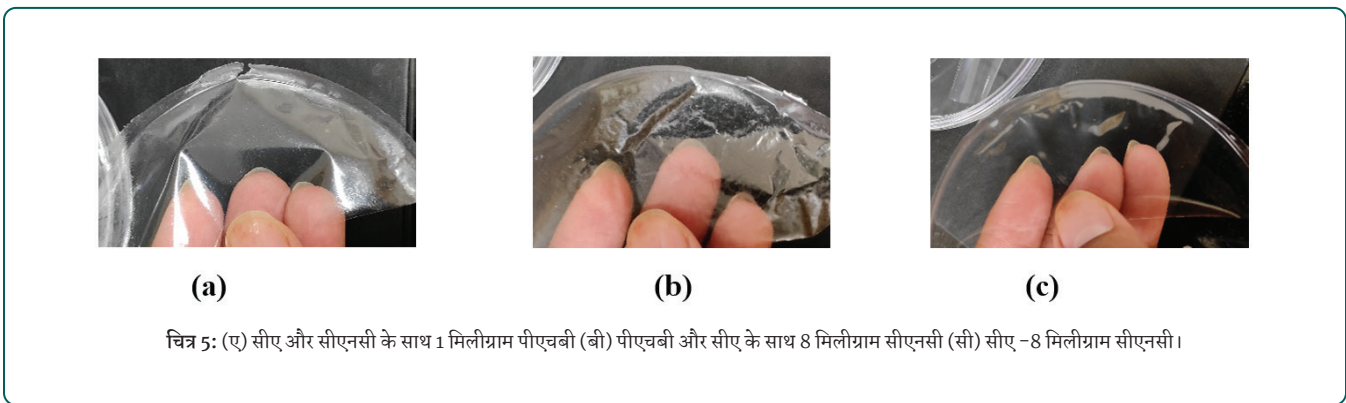 (a) (b) (c)
चित्र 5: (ए) सीए और सीएनसी के साथ 1 मिलीग्राम पीएचबी (बी) पीएचबी और सीए के साथ 8 मिलीग्राम सीएनसी (सी) सीए -8 मिलीग्राम सीएनसी।